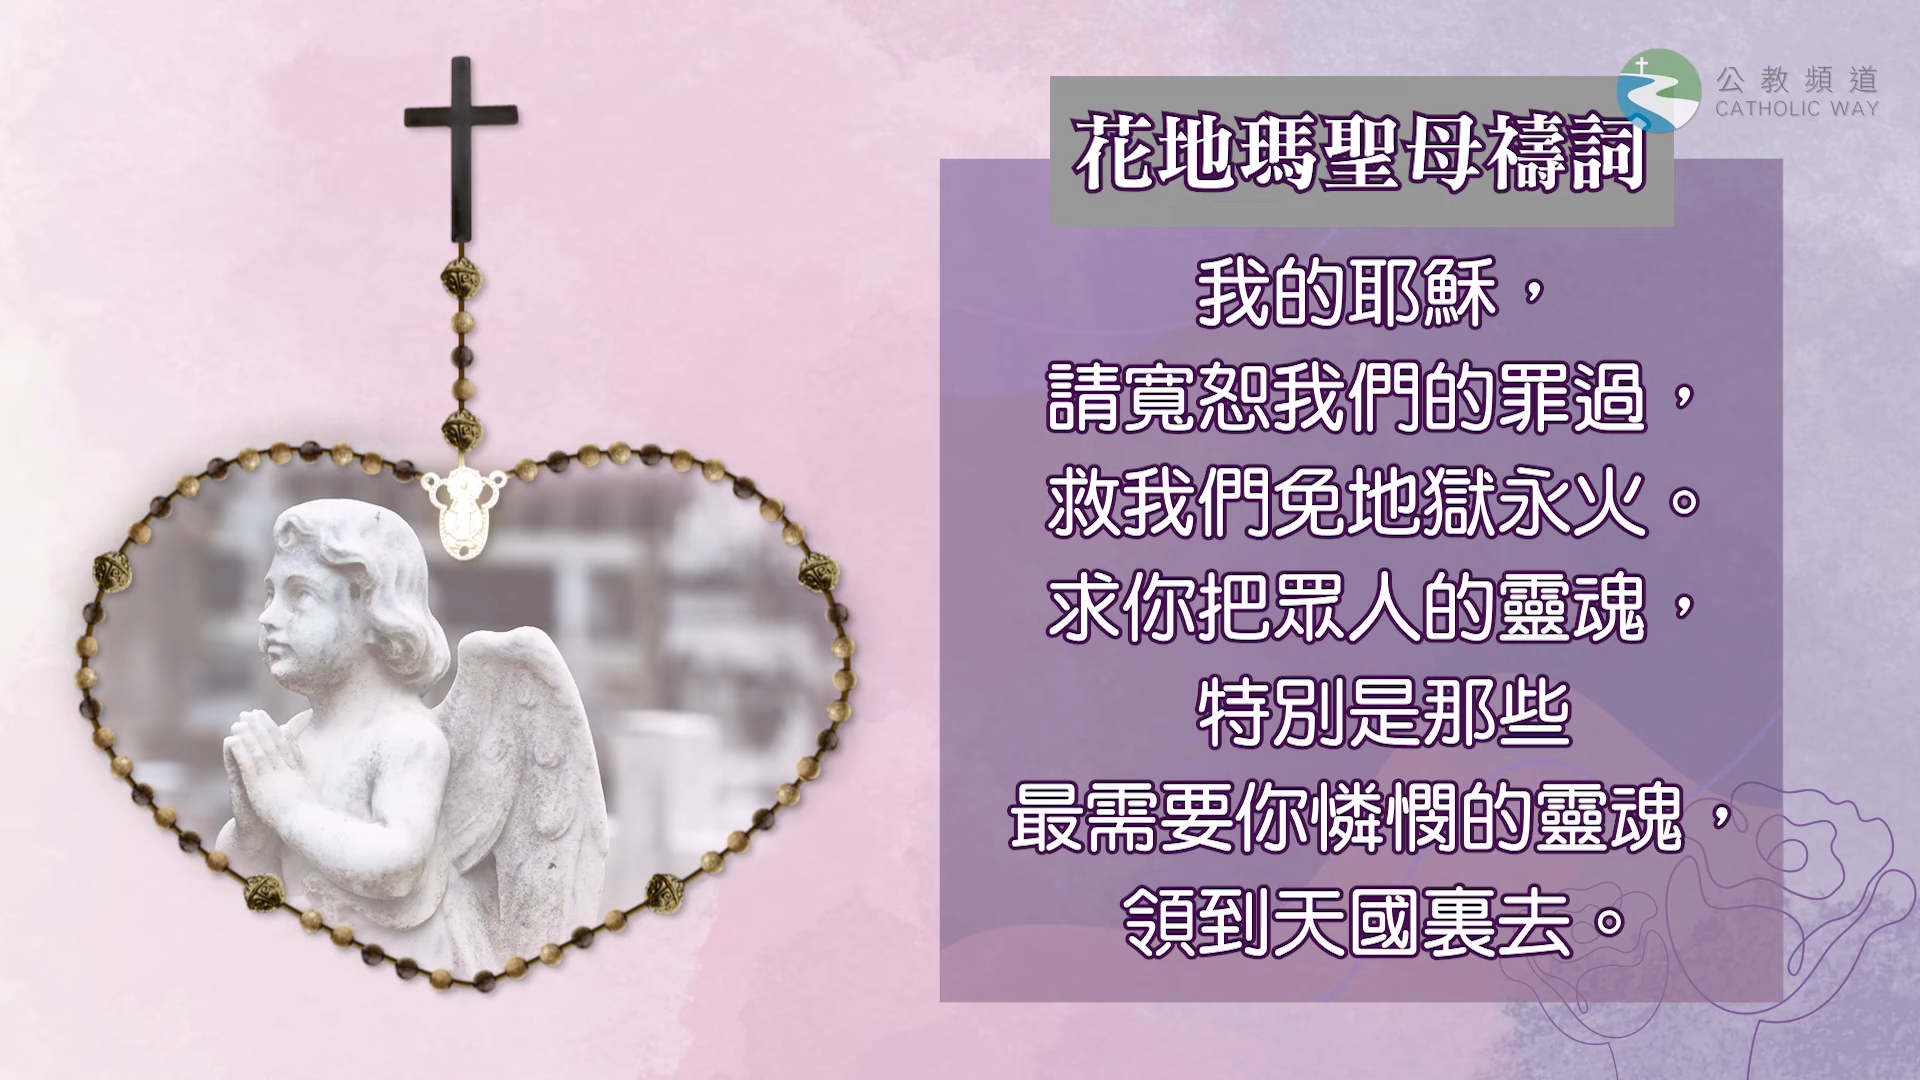 公教頻道
CATHOLIC WAY
花地瑪聖母禱詞
我的耶穌，
請寬恕我們的罪過，
救我們免地獄永火。
求你把眾人的靈魂，
特別是那些
最需要你憐憫的靈魂，
領到天國裏去。